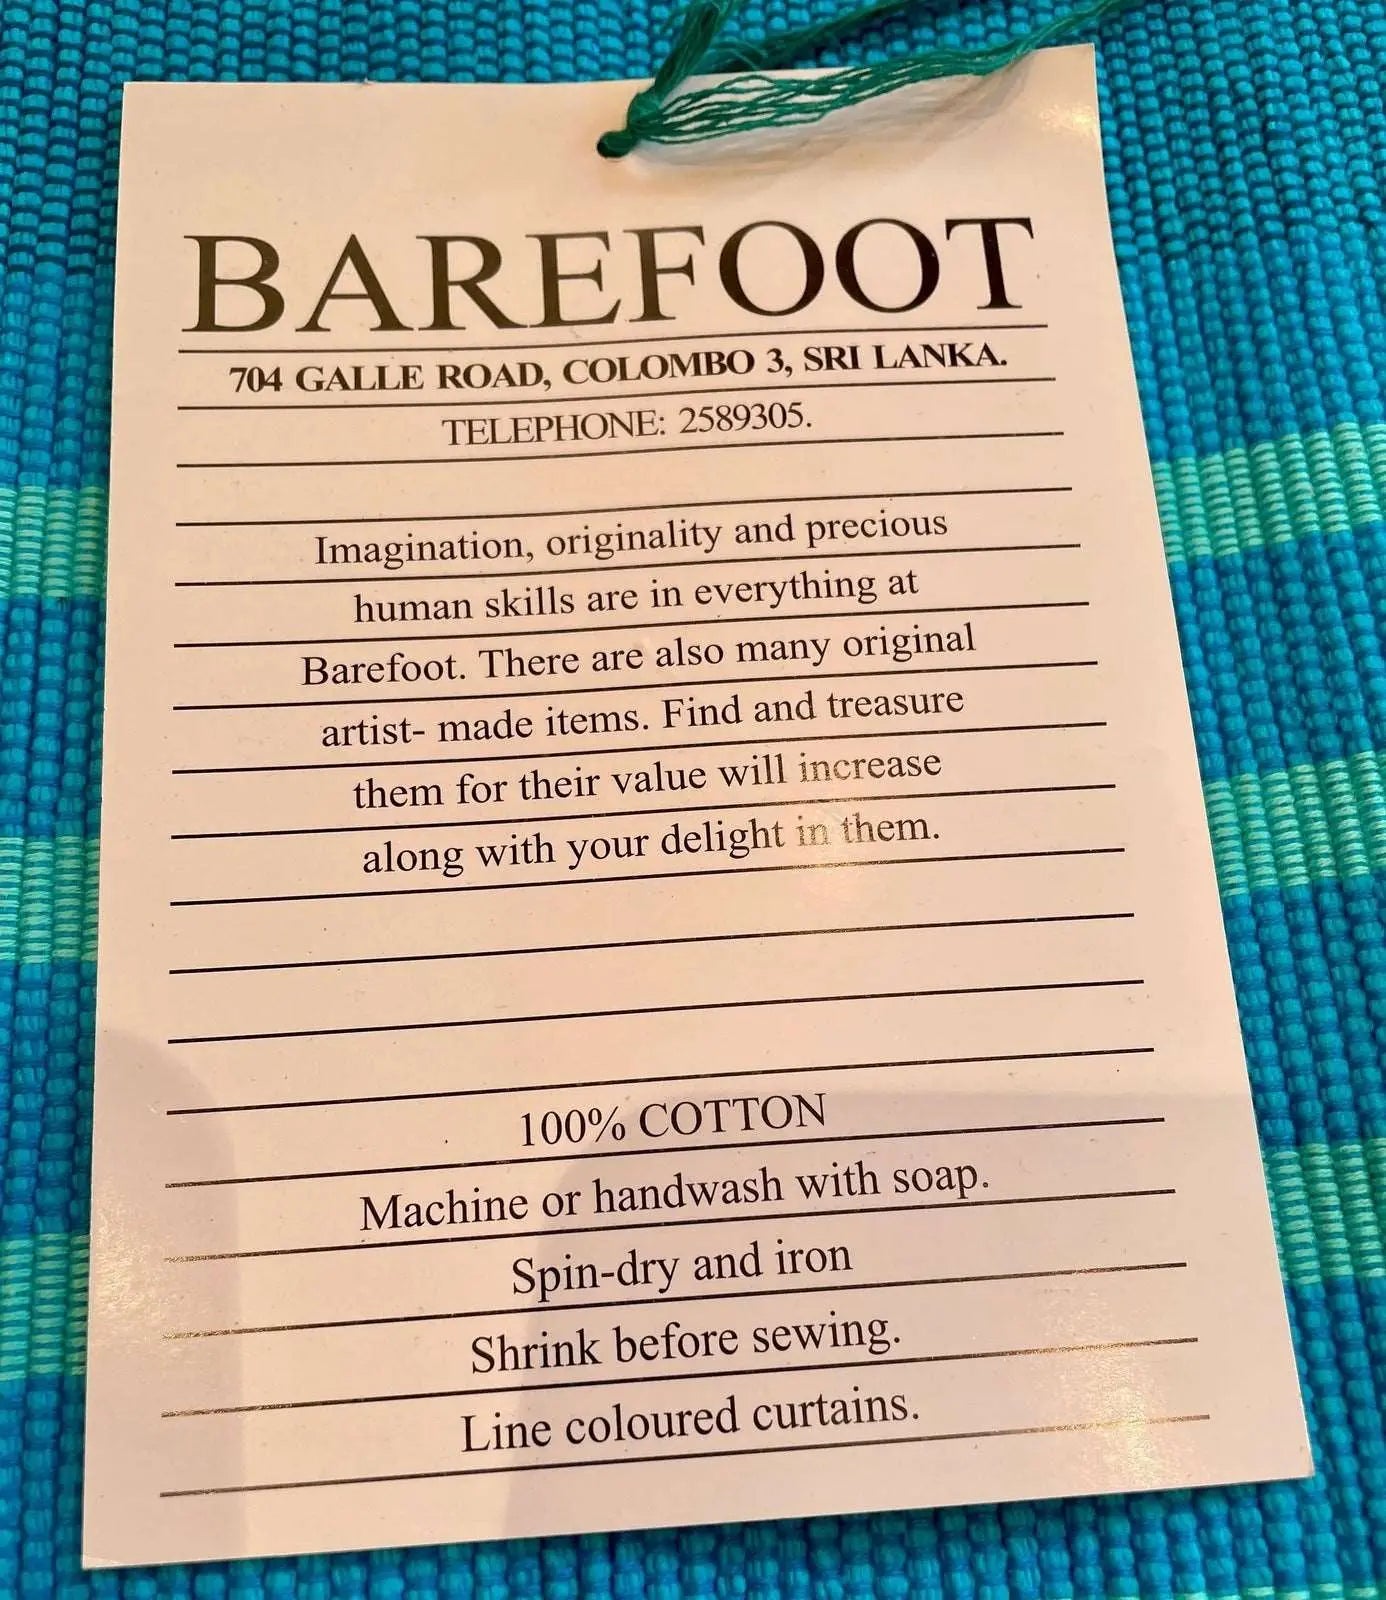 BAREFOOT
704 GALLE ROAD, COLOMBO 3, SRI LANKA.
TELEPHONE: 2589305.
Imagination, originality and precious
human skills are in everything at
Barefoot. There are also many original
artist- made items. Find and treasure
them for their value will increase
along with your delight in them.
100% COTTON
Machine or handwash with soap.
Spin-dry and iron
Shrink before sewing.
Line coloured curtains.